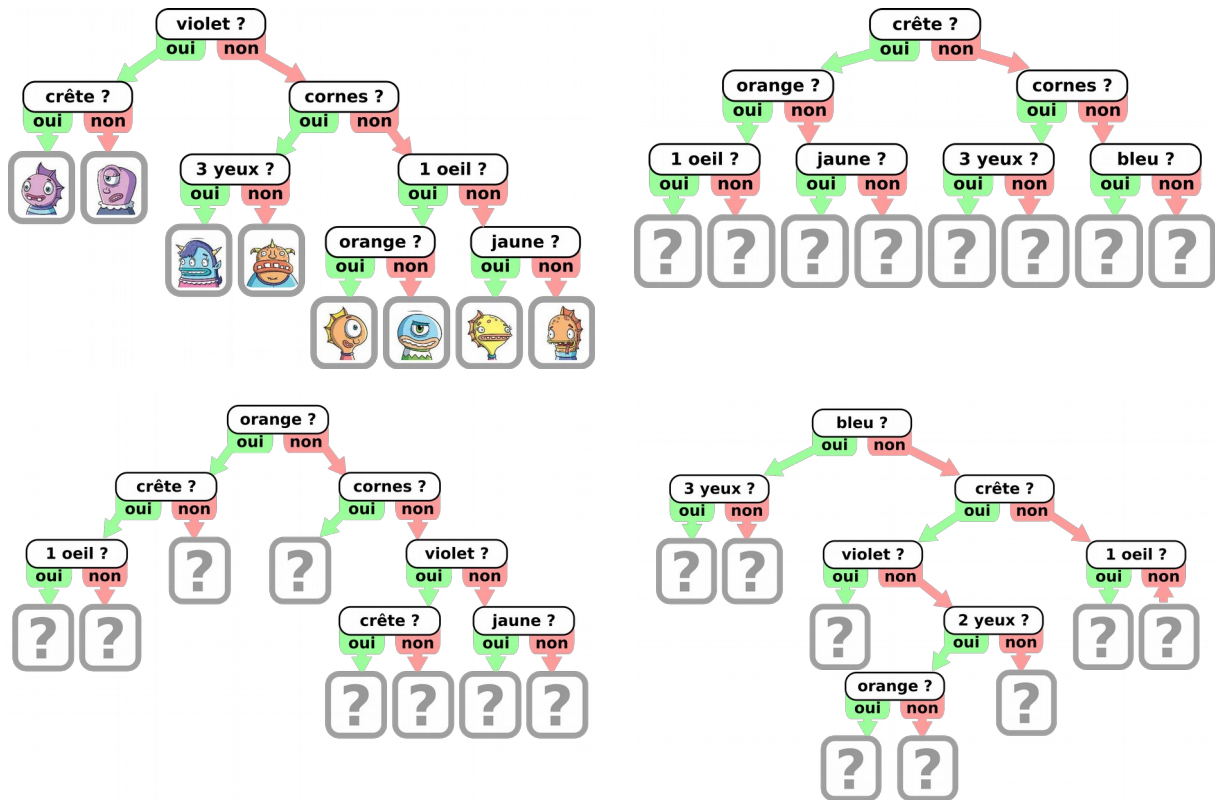 violet ?
oui non
crête ?
oui non
cornes ?
oui non
3 yeux ?
oui non
1 oeil ?
oui non
orange ?
oui non
jaune ?
oui non
crête ?
oui non
orange ?
oui non
cornes ?
oui non
1 oeil ?
oui non
jaune ?
oui non
3 yeux ?
oui non
bleu ?
oui non
? ? ? ? ? ? ? ?
orange ?
oui non
crête ?
oui non
cornes ?
oui non
1 oeil ?
oui non
? ?
violet ?
oui non
? ?
crête ?
oui non
jaune ?
oui non
? ? ? ?
bleu ?
oui non
3 yeux ?
oui non
crête ?
oui non
? ?
violet ?
oui non
1 oeil ?
oui non
?
2 yeux ?
oui non
? ?
orange ?
oui non
?
? ?